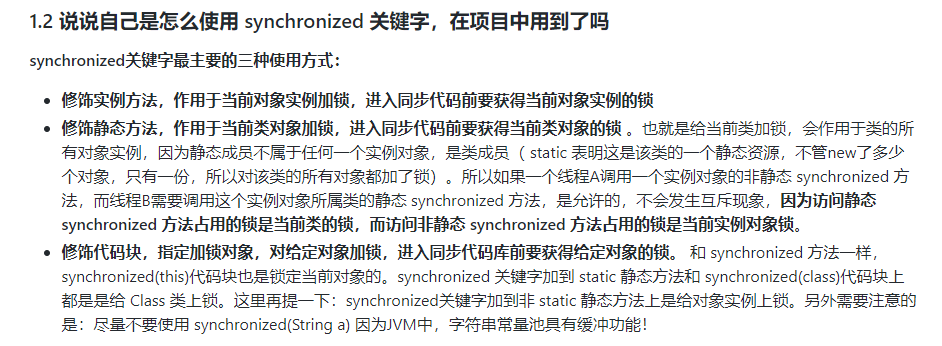 1.2 说说自己是怎么使用 synchronized 关键字，在项目中用到了吗
synchronized关键字最主要的三种使用方式：
• 修饰实例方法，作用于当前对象实例加锁，进入同步代码前要获得当前对象实例的锁
• 修饰静态方法，作用于当前类对象加锁，进入同步代码前要获得当前类对象的锁 。也就是给当前类加锁，会作用于类的所
有对象实例，因为静态成员不属于任何一个实例对象，是类成员（ static 表明这是该类的一个静态资源，不管new了多少
个对象，只有一份，所以对该类的所有对象都加了锁）。所以如果一个线程A调用一个实例对象的非静态 synchronized 方
法，而线程B需要调用这个实例对象所属类的静态 synchronized 方法，是允许的，不会发生互斥现象，因为访问静态
synchronized 方法占用的锁是当前类的锁，而访问非静态 synchronized 方法占用的锁是当前实例对象锁。
• 修饰代码块，指定加锁对象，对给定对象加锁，进入同步代码库前要获得给定对象的锁。 和 synchronized 方法一样，
synchronized(this)代码块也是锁定当前对象的。synchronized 关键字加到 static 静态方法和 synchronized(class)代码块上
都是是给 Class 类上锁。这里再提一下：synchronized关键字加到非 static 静态方法上是给对象实例上锁。另外需要注意的
是：尽量不要使用 synchronized(String a) 因为JVM中，字符串常量池具有缓冲功能！